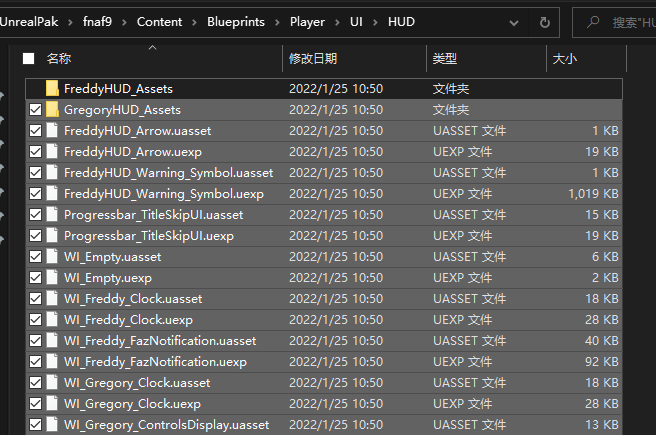 UnrealPak › fnaf9 › Content › Blueprints › Player › UI › HUD 搜索"HU
名称 修改日期 类型 大小
FreddyHUD_Assets 2022/1/25 10:50 文件夹
GregoryHUD_Assets 2022/1/25 10:50 文件夹
FreddyHUD_Arrow.uasset 2022/1/25 10:50 UASSET 文件 1 KB
FreddyHUD_Arrow.uexp 2022/1/25 10:50 UEXP 文件 19 KB
FreddyHUD_Warning_Symbol.uasset 2022/1/25 10:50 UASSET 文件 1 KB
FreddyHUD_Warning_Symbol.uexp 2022/1/25 10:50 UEXP 文件 1,019 KB
Progressbar_TitleSkipUI.uasset 2022/1/25 10:50 UASSET 文件 15 KB
Progressbar_TitleSkipUI.uexp 2022/1/25 10:50 UEXP 文件 19 KB
WI_Empty.uasset 2022/1/25 10:50 UASSET 文件 6 KB
WI_Empty.uexp 2022/1/25 10:50 UEXP 文件 2 KB
WI_Freddy_Clock.uasset 2022/1/25 10:50 UASSET 文件 18 KB
WI_Freddy_Clock.uexp 2022/1/25 10:50 UEXP 文件 28 KB
WI_Freddy_FazNotification.uasset 2022/1/25 10:50 UASSET 文件 40 KB
WI_Freddy_FazNotification.uexp 2022/1/25 10:50 UEXP 文件 92 KB
WI_Gregory_Clock.uasset 2022/1/25 10:50 UASSET 文件 18 KB
WI_Gregory_Clock.uexp 2022/1/25 10:50 UEXP 文件 28 KB
WI_Gregory_ControlsDisplay.uasset 2022/1/25 10:50 UASSET 文件 13 KB